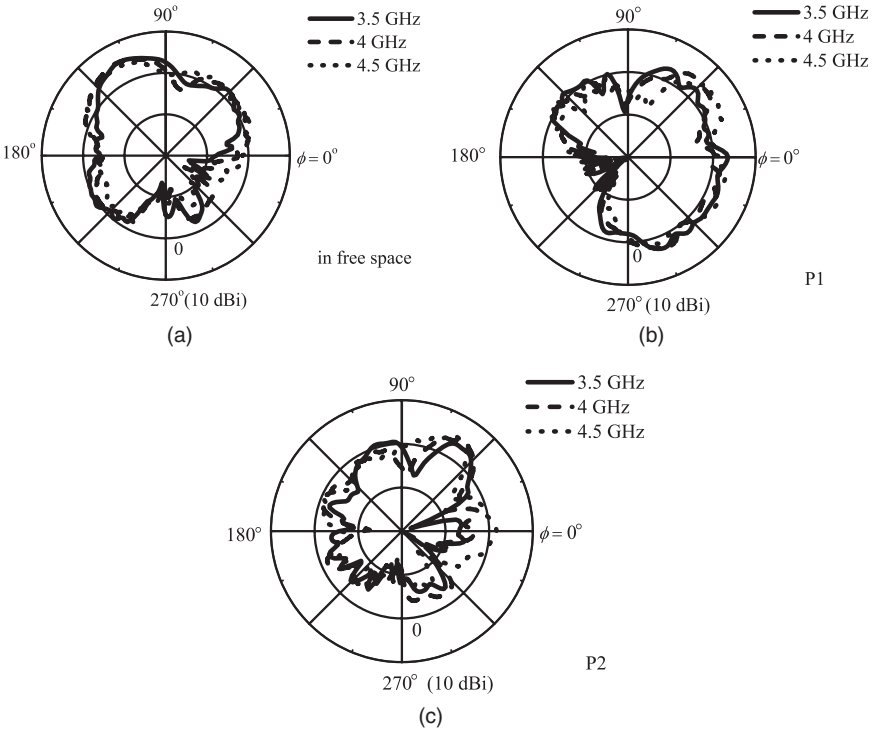 90°
3.5 GHz
4 GHz
4.5 GHz
180°
ϕ = 0°
0
in free space
270° (10 dBi)
(a)
90°
3.5 GHz
4 GHz
4.5 GHz
180°
ϕ = 0°
0
P1
270° (10 dBi)
(b)
90°
3.5 GHz
4 GHz
4.5 GHz
180°
ϕ = 0°
0
P2
270° (10 dBi)
(c)